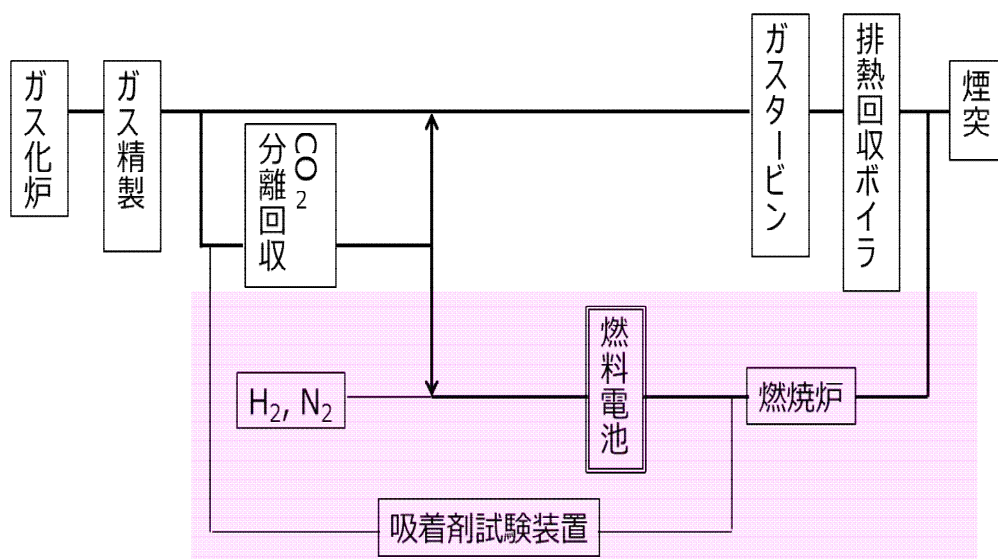 ガス化炉
ガス精製
CO2
分離回収
ガスタービン
排熱回収ボイラ
煙突
H2, N2
燃料電池
燃焼炉
吸着剤試験装置